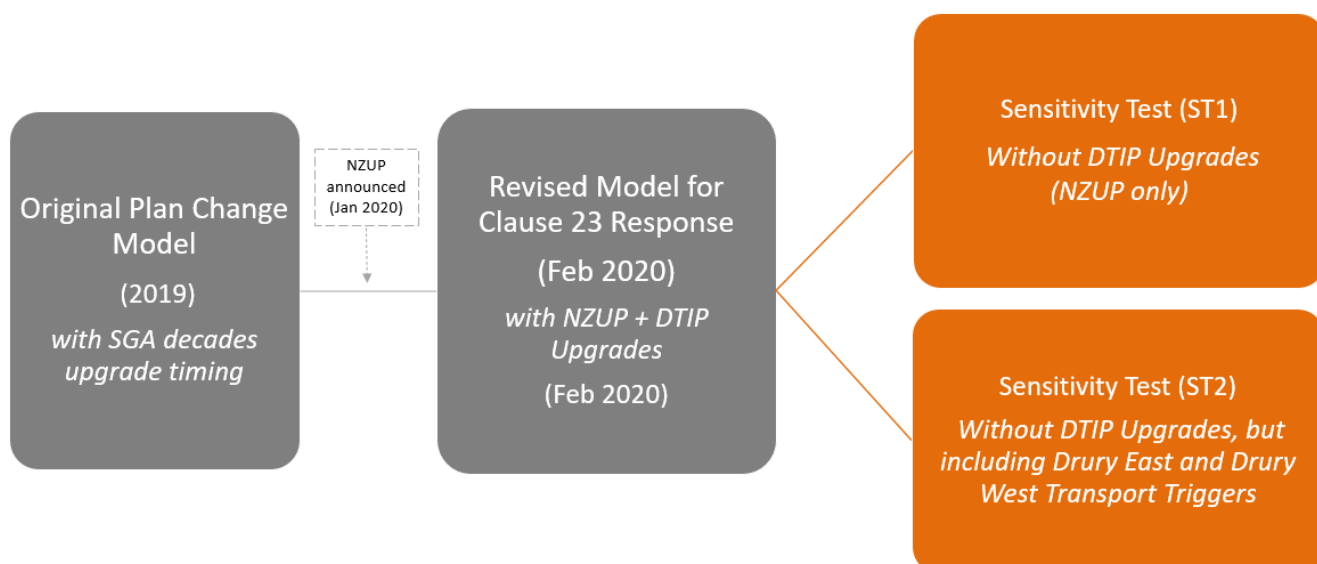 Original Plan Change
Model
(2019)
with SGA decades
upgrade timing
NZUP
announced
(Jan 2020)
Revised Model for
Clause 23 Response
(Feb 2020)
with NZUP + DTIP
Upgrades
(Feb 2020)
Sensitivity Test (ST1)
Without DTIP Upgrades
(NZUP only)
Sensitivity Test (ST2)
Without DTIP Upgrades, but
including Drury East and Drury
West Transport Triggers